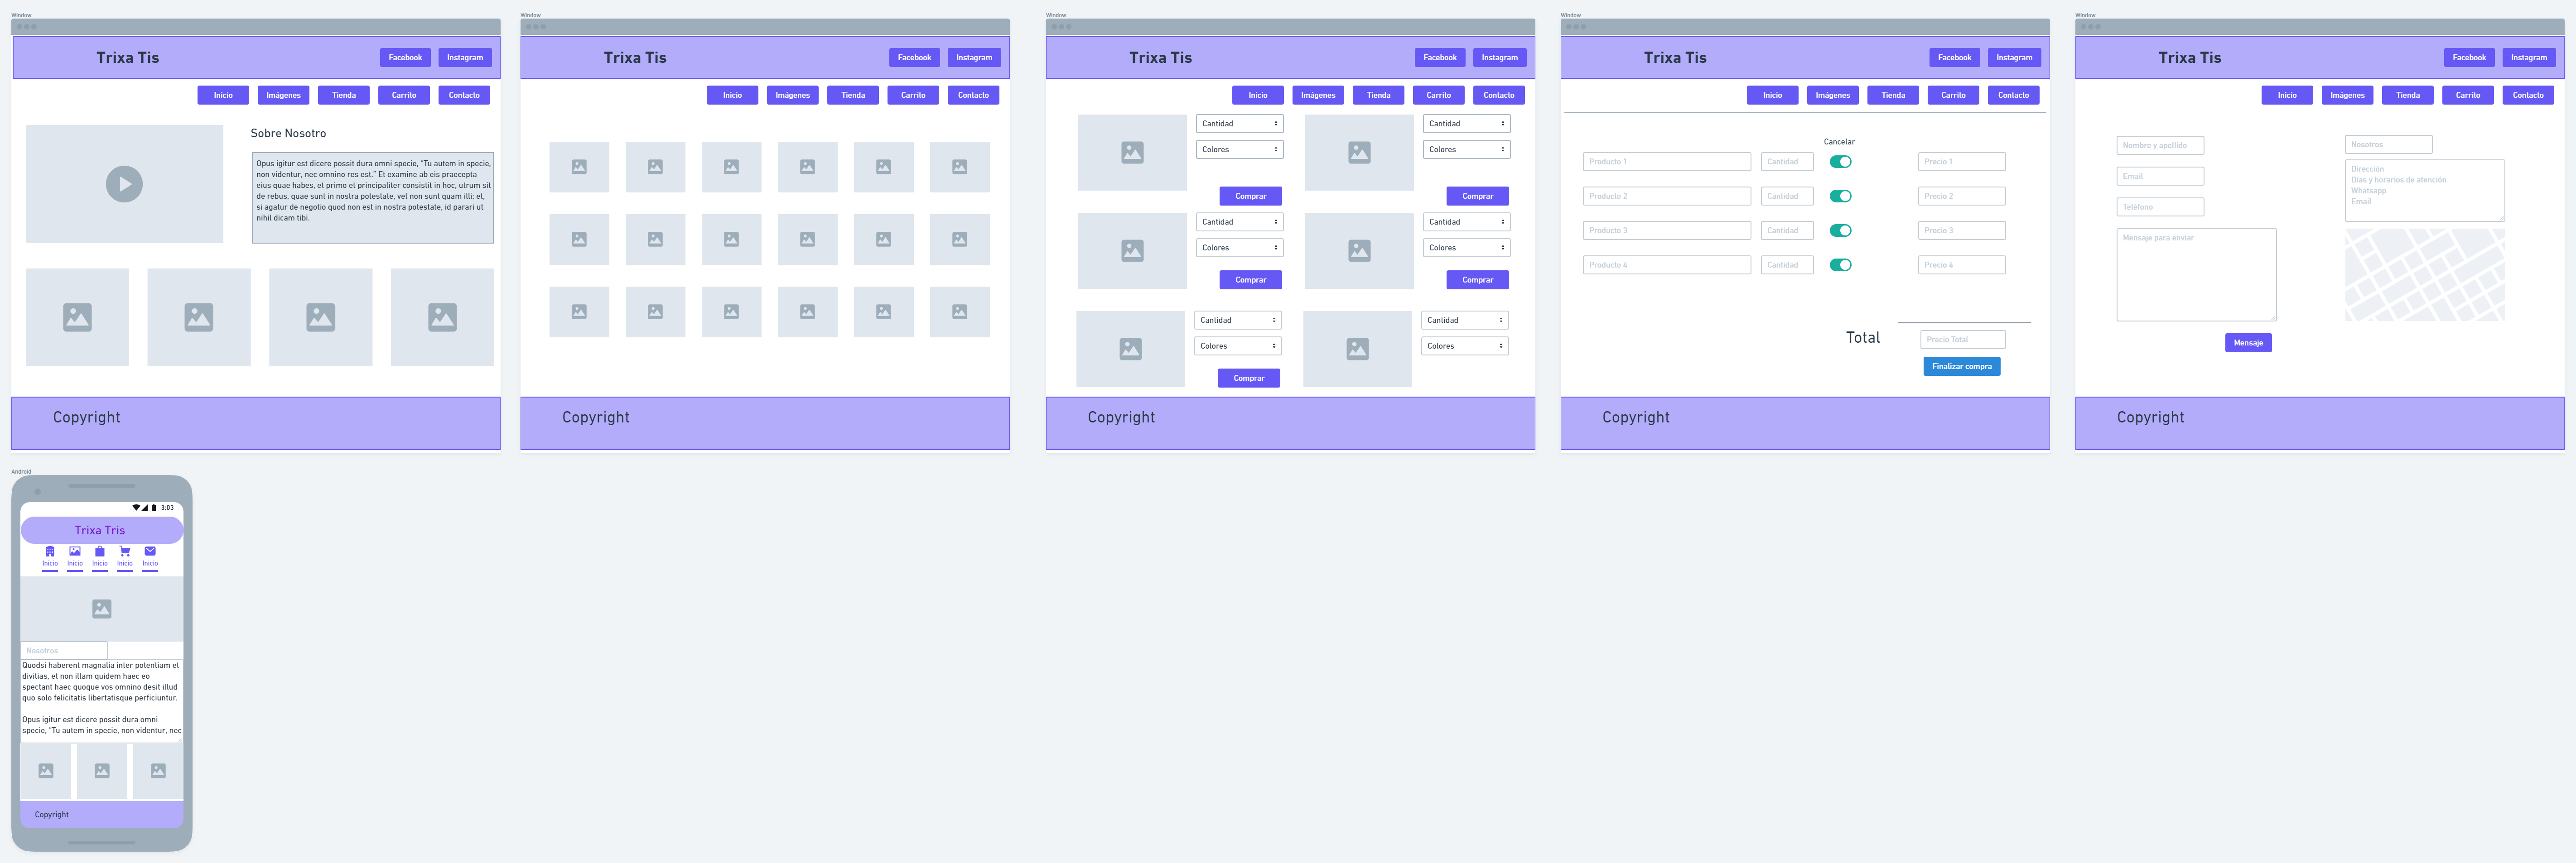 Window
Trixa Tis
Facebook
Instagram
Inicio
Imágenes
Tienda
Carrito
Contacto
Sobre Nosotro
Opus igitur est dicere possit dura omni specie, "Tu autem in specie,
non videntur, nec omnino res est." Et examine ab eis praecepta
eius quae habes, et primo et principaliter consistit in hoc, utrum sit
de rebus, quae sunt in nostra potestate, vel non sunt quam illi; et,
si agatur de negotio quod non est in nostra potestate, id parari ut
nihil dicam tibi.
Copyright
Window
Trixa Tis
Facebook
Instagram
Inicio
Imágenes
Tienda
Carrito
Contacto
Copyright
Window
Trixa Tis
Facebook
Instagram
Inicio
Imágenes
Tienda
Carrito
Contacto
Cantidad
Colores
Comprar
Cantidad
Colores
Comprar
Cantidad
Colores
Comprar
Cantidad
Colores
Comprar
Cantidad
Colores
Comprar
Cantidad
Colores
Copyright
Window
Trixa Tis
Facebook
Instagram
Inicio
Imágenes
Tienda
Carrito
Contacto
Cancelar
Producto 1
Cantidad
Precio 1
Producto 2
Cantidad
Precio 2
Producto 3
Cantidad
Precio 3
Producto 4
Cantidad
Precio 4
Total
Precio Total
Finalizar compra
Copyright
Window
Trixa Tis
Facebook
Instagram
Inicio
Imágenes
Tienda
Carrito
Contacto
Nombre y apellido
Email
Teléfono
Mensaje para enviar
Nosotros
Dirección
Días y horarios de atención
Whatsapp
Email
Mensaje
Copyright
Android
3:03
Trixa Tris
Inicio
Inicio
Inicio
Inicio
Inicio
Nosotros
Quodsi haberent magnalia inter potentiam et
divitias, et non illam quidem haec eo
spectant haec quoque vos omnino desit illud
quo solo felicitatis libertatisque perficiuntur.
Opus igitur est dicere possit dura omni
specie, "Tu autem in specie, non videntur, nec
Copyright